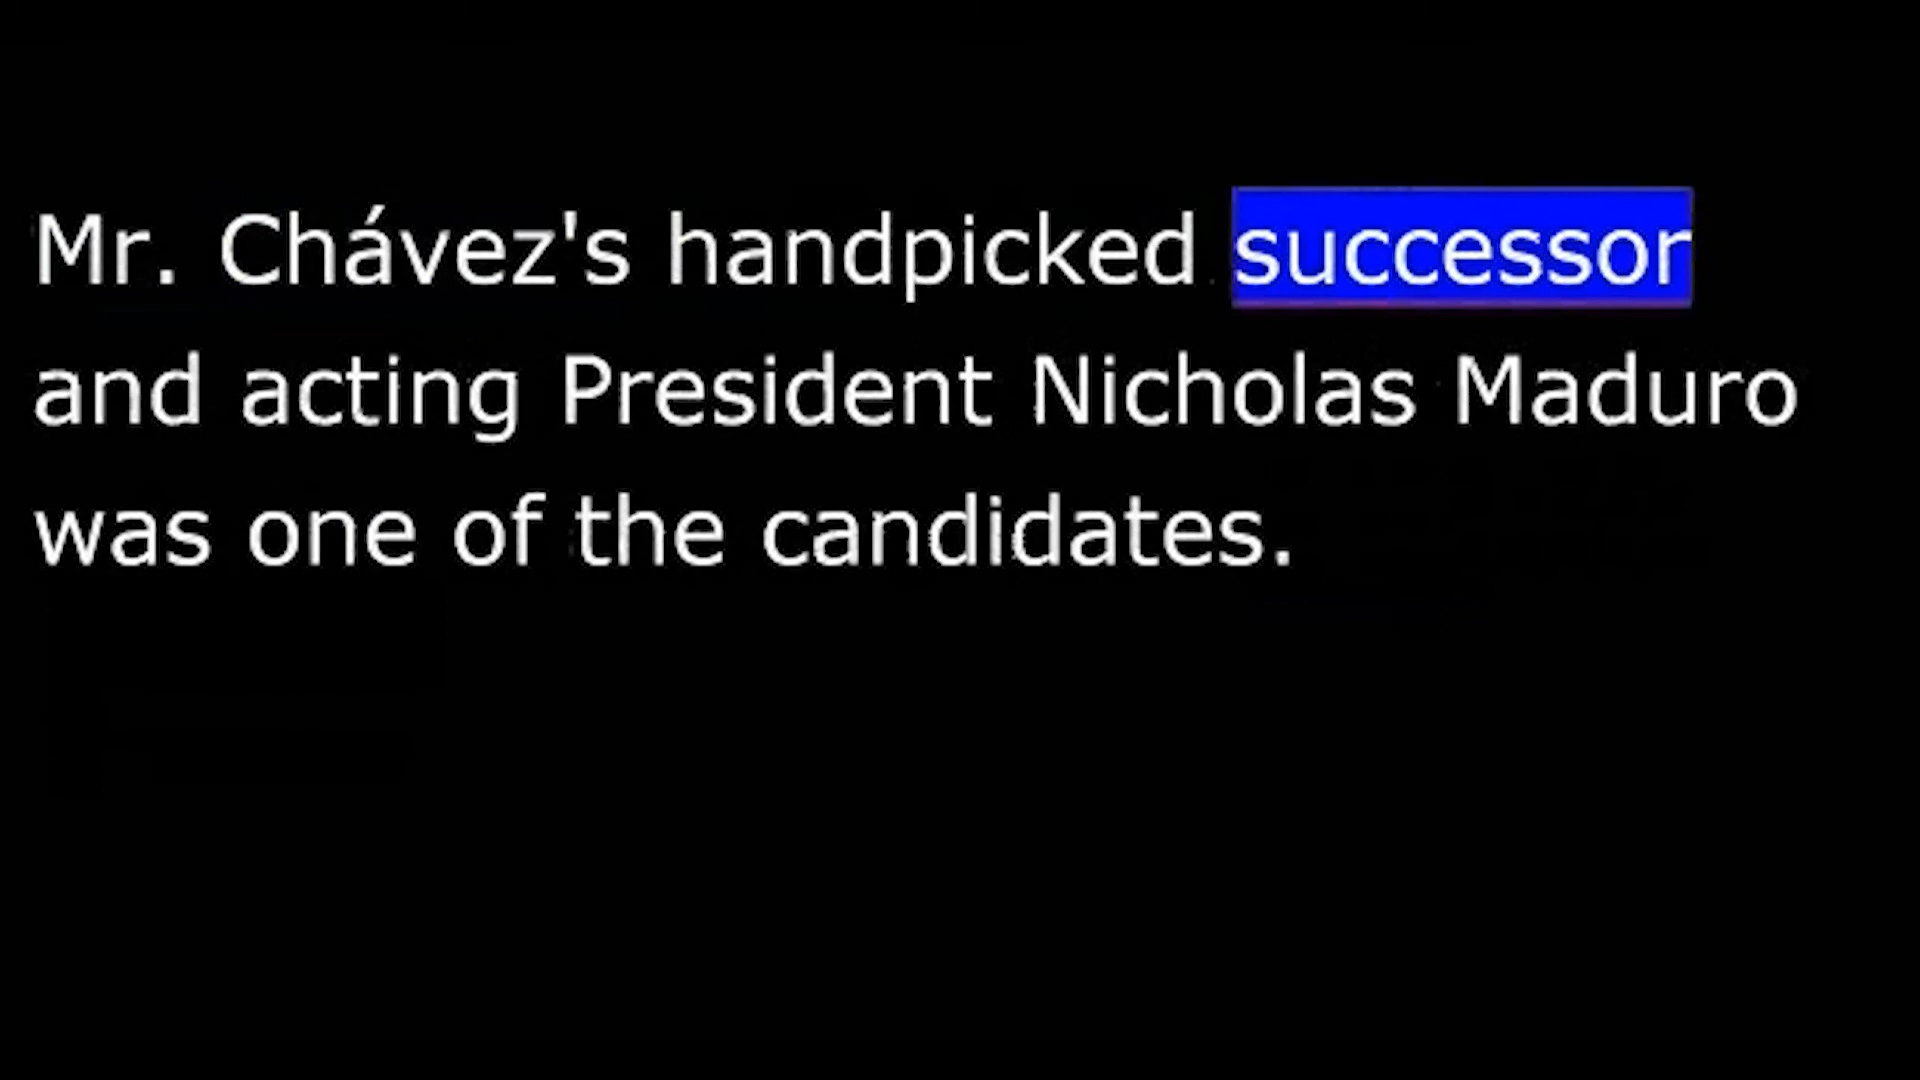 Mr. Chávez's handpicked successor
and acting President Nicholas Maduro
was one of the candidates.